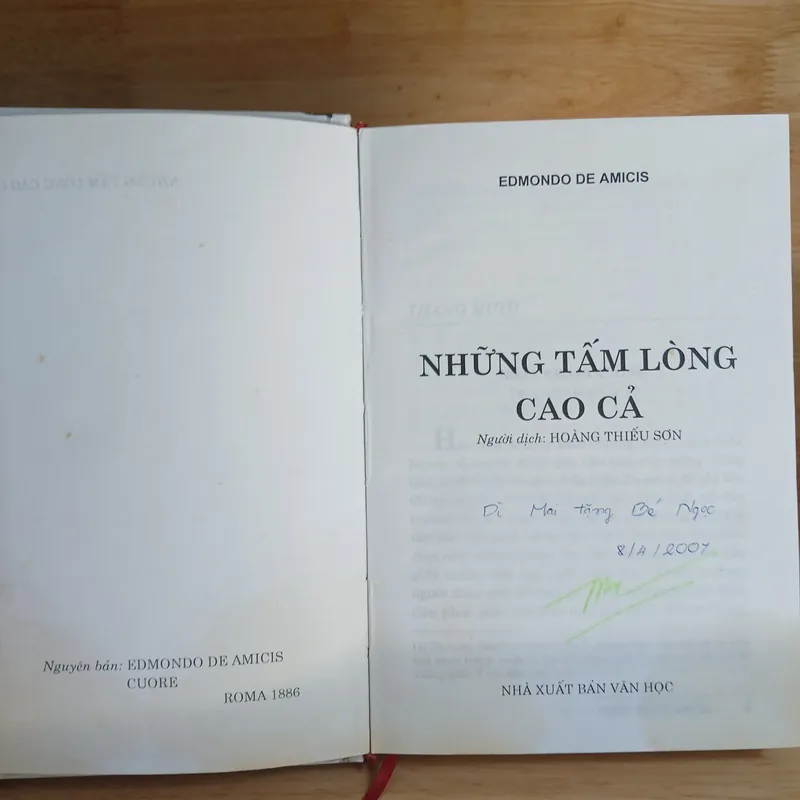 Nguyên bản: EDMONDO DE AMICIS
CUORE
ROMA 1886
EDMONDO DE AMICIS
NHỮNG TẤM LÒNG
CAO CẢ
Người dịch: HOÀNG THIẾU SƠN
Dì Mai tặng Bé Ngọc
8/4/2007
NHÀ XUẤT BẢN VĂN HỌC